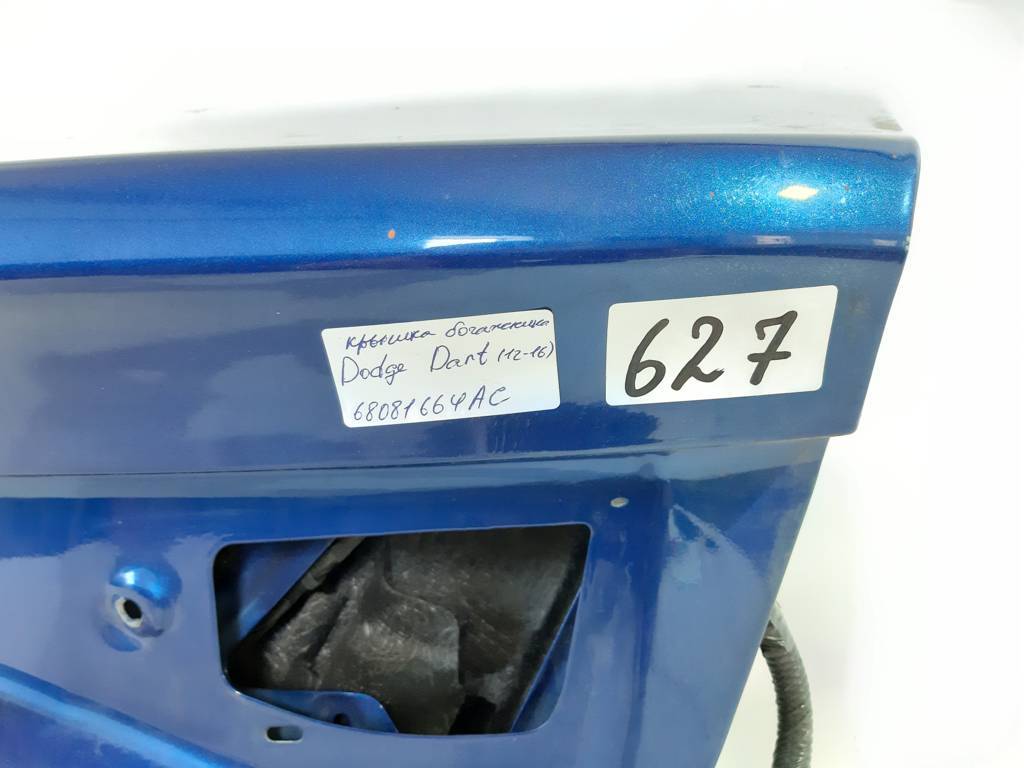 крышка багажника
Dodge Dart (12-16)
68081664AC
627